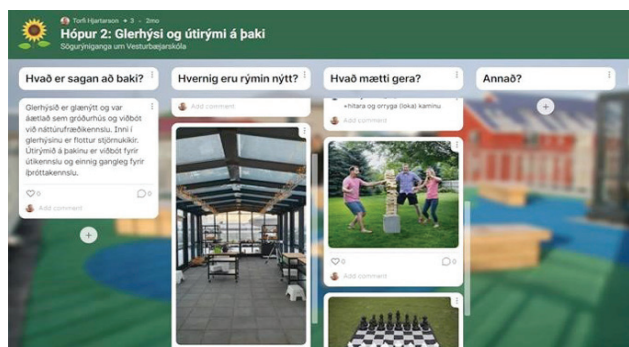 Torfi Hjartarson • 3 • 2mo
Hópur 2: Glerhýsi og útirými á þaki
Sögurýniganga um Vesturbæjarskóla
Hvað er sagan að baki?
Glerhýsið er glænýtt og var
áætlað sem gróðurhús og viðbót
við náttúrufræðikennslu. Inni í
glerhýsinu er flottur stjörnukíkir.
Útirýmið á þakinu er viðbót fyrir
útikennslu og einnig gangleg fyrir
íþróttakennslu.
0
0
Add comment
Hvernig eru rýmin nýtt?
Add comment
Hvað mætti gera?
+hitara og orryga (loka) kaminu
Add comment
0
0
Add comment
Annað?